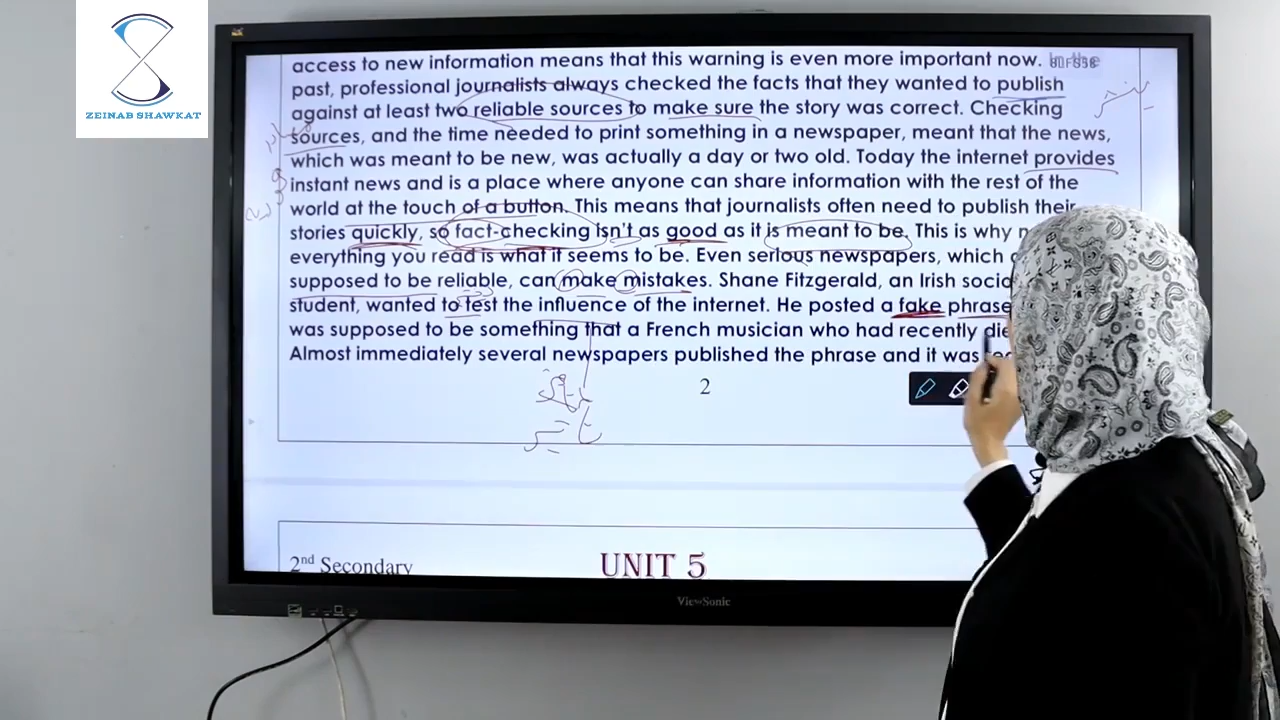 ZEINAB SHAWKAT
access to new information means that this warning is even more important now. In the
past, professional journalists always checked the facts that they wanted to publish
against at least two reliable sources to make sure the story was correct. Checking
sources, and the time needed to print something in a newspaper, meant that the news,
which was meant to be new, was actually a day or two old. Today the internet provides
instant news and is a place where anyone can share information with the rest of the
world at the touch of a button. This means that journalists often need to publish their
stories quickly, so fact-checking isn't as good as it is meant to be. This is why
everything you read is what it seems to be. Even serious newspapers, which
supposed to be reliable, can make mistakes. Shane Fitzgerald, an Irish
student, wanted to test the influence of the internet. He posted a fake phrase
was supposed to be something that a French musician who had recently
Almost immediately several newspapers published the phrase and it was
2
2nd Secondary
UNIT 5
ViewSonic